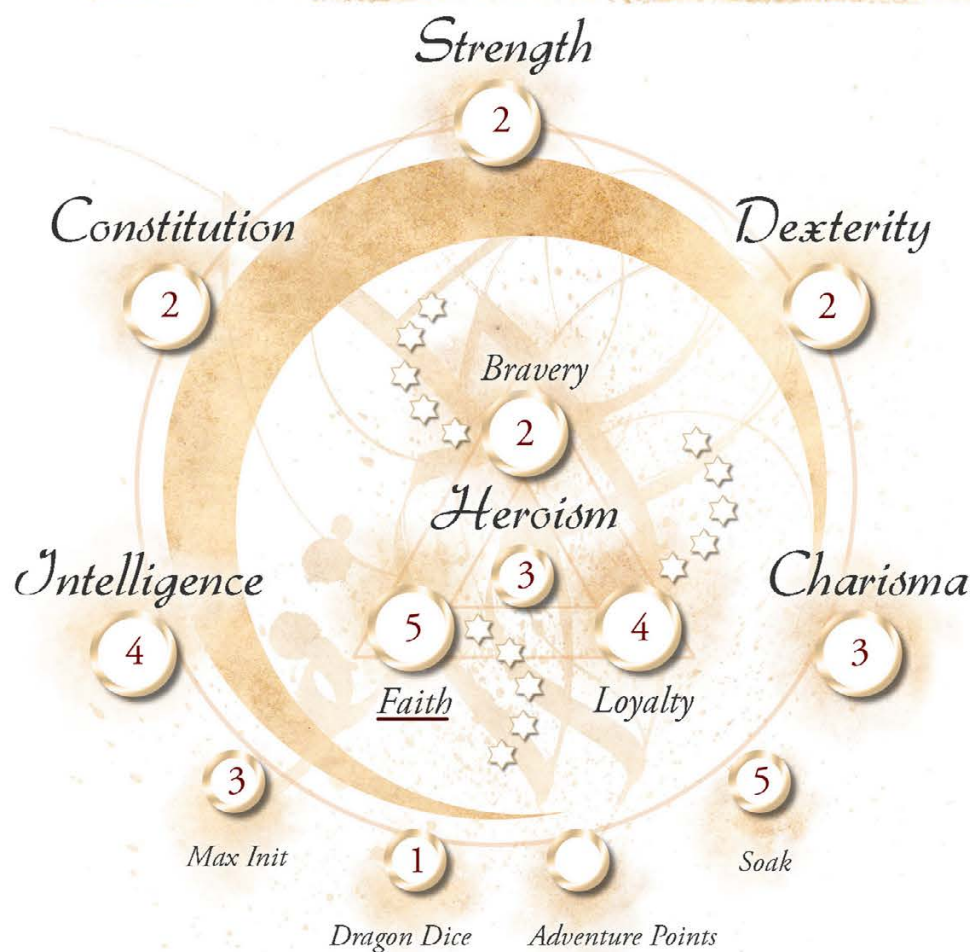 Strength
2
Constitution
Dexterity
2
2
Bravery
2
Heroism
3
Intelligence
Charisma
4
5
4
3
Faith
Loyalty
3
5
Max Init
1
Soak
Dragon Dice
Adventure Points